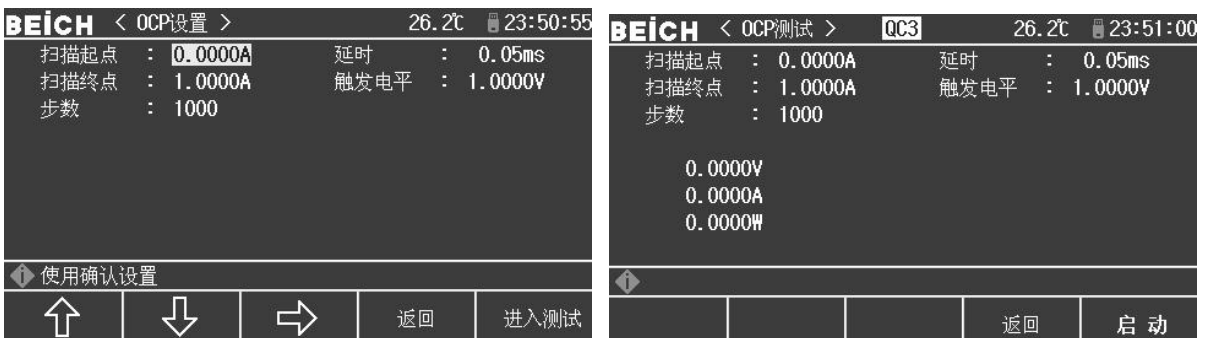 BEICH < OCP设置 > 26.2℃ 23:50:55
扫描起点 : 0.0000A 延时 : 0.05ms
扫描终点 : 1.0000A 触发电平 : 1.0000V
步数 : 1000
使用确认设置
返回 进入测试
BEICH < OCP测试 > QC3 26.2℃ 23:51:00
扫描起点 : 0.0000A 延时 : 0.05ms
扫描终点 : 1.0000A 触发电平 : 1.0000V
步数 : 1000
0.0000V
0.0000A
0.0000W
返回 启动